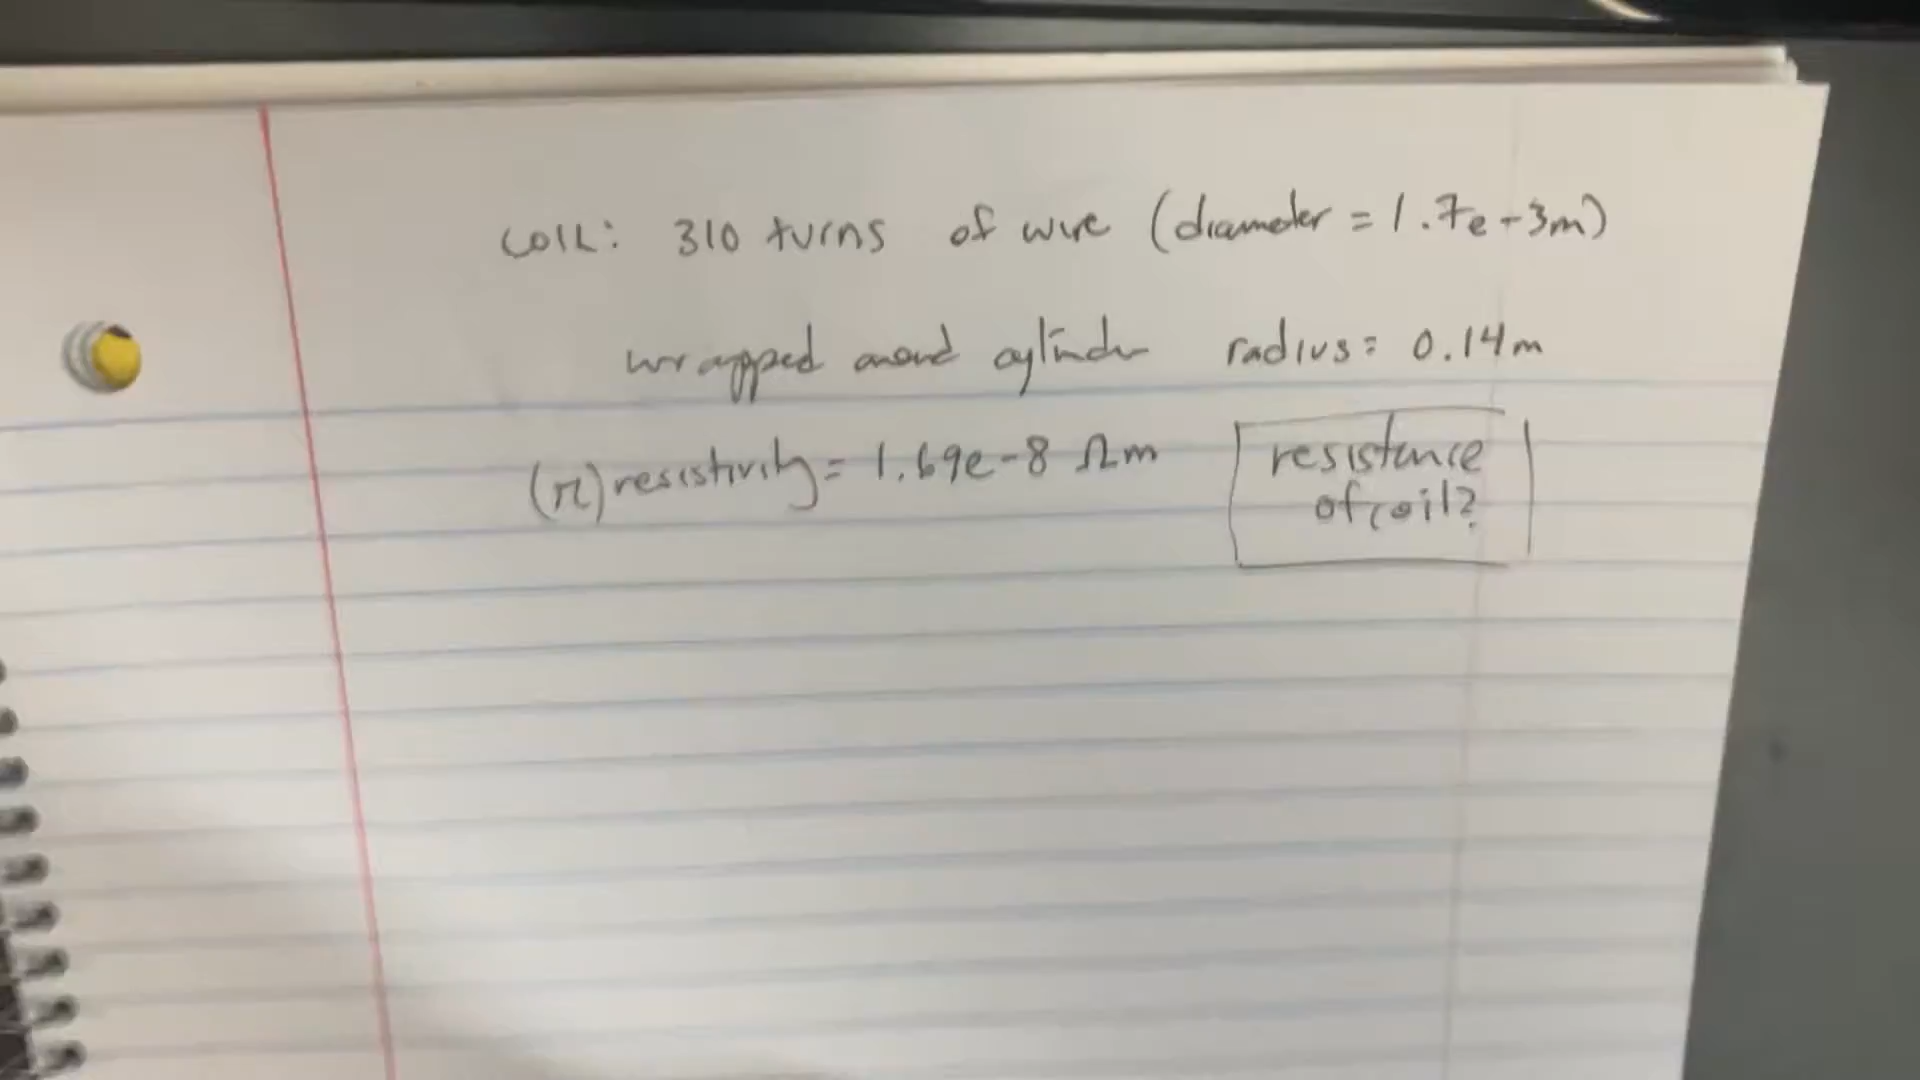 coil: 310 turns of wire (diameter = 1.7e-3m)
wrapped around cylinder radius = 0.14m
resistivity = 1.69e-8 Ωm
resistance
of coil?